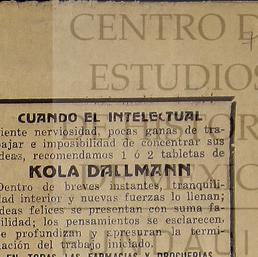 CENTRO D
ESTUDIOS
CUANDO EL INTELECTUAL
siente nerviosidad, pocas ganas de tra-
bajar e imposibilidad de concentrar sus
ideas, recomendamos 1 ó 2 tabletas de
KOLA DALLMANN
Dentro de breves instantes, tranquili-
dad interior y nuevas fuerzas lo llenan;
ideas felices se presentan con suma fa-
bilidad; los pensamientos se esclarecen.
se profundizan y apresuran la termi-
nación del trabajo iniciado.
EN TODAS LAS FARMACIAS Y DROGUERIAS